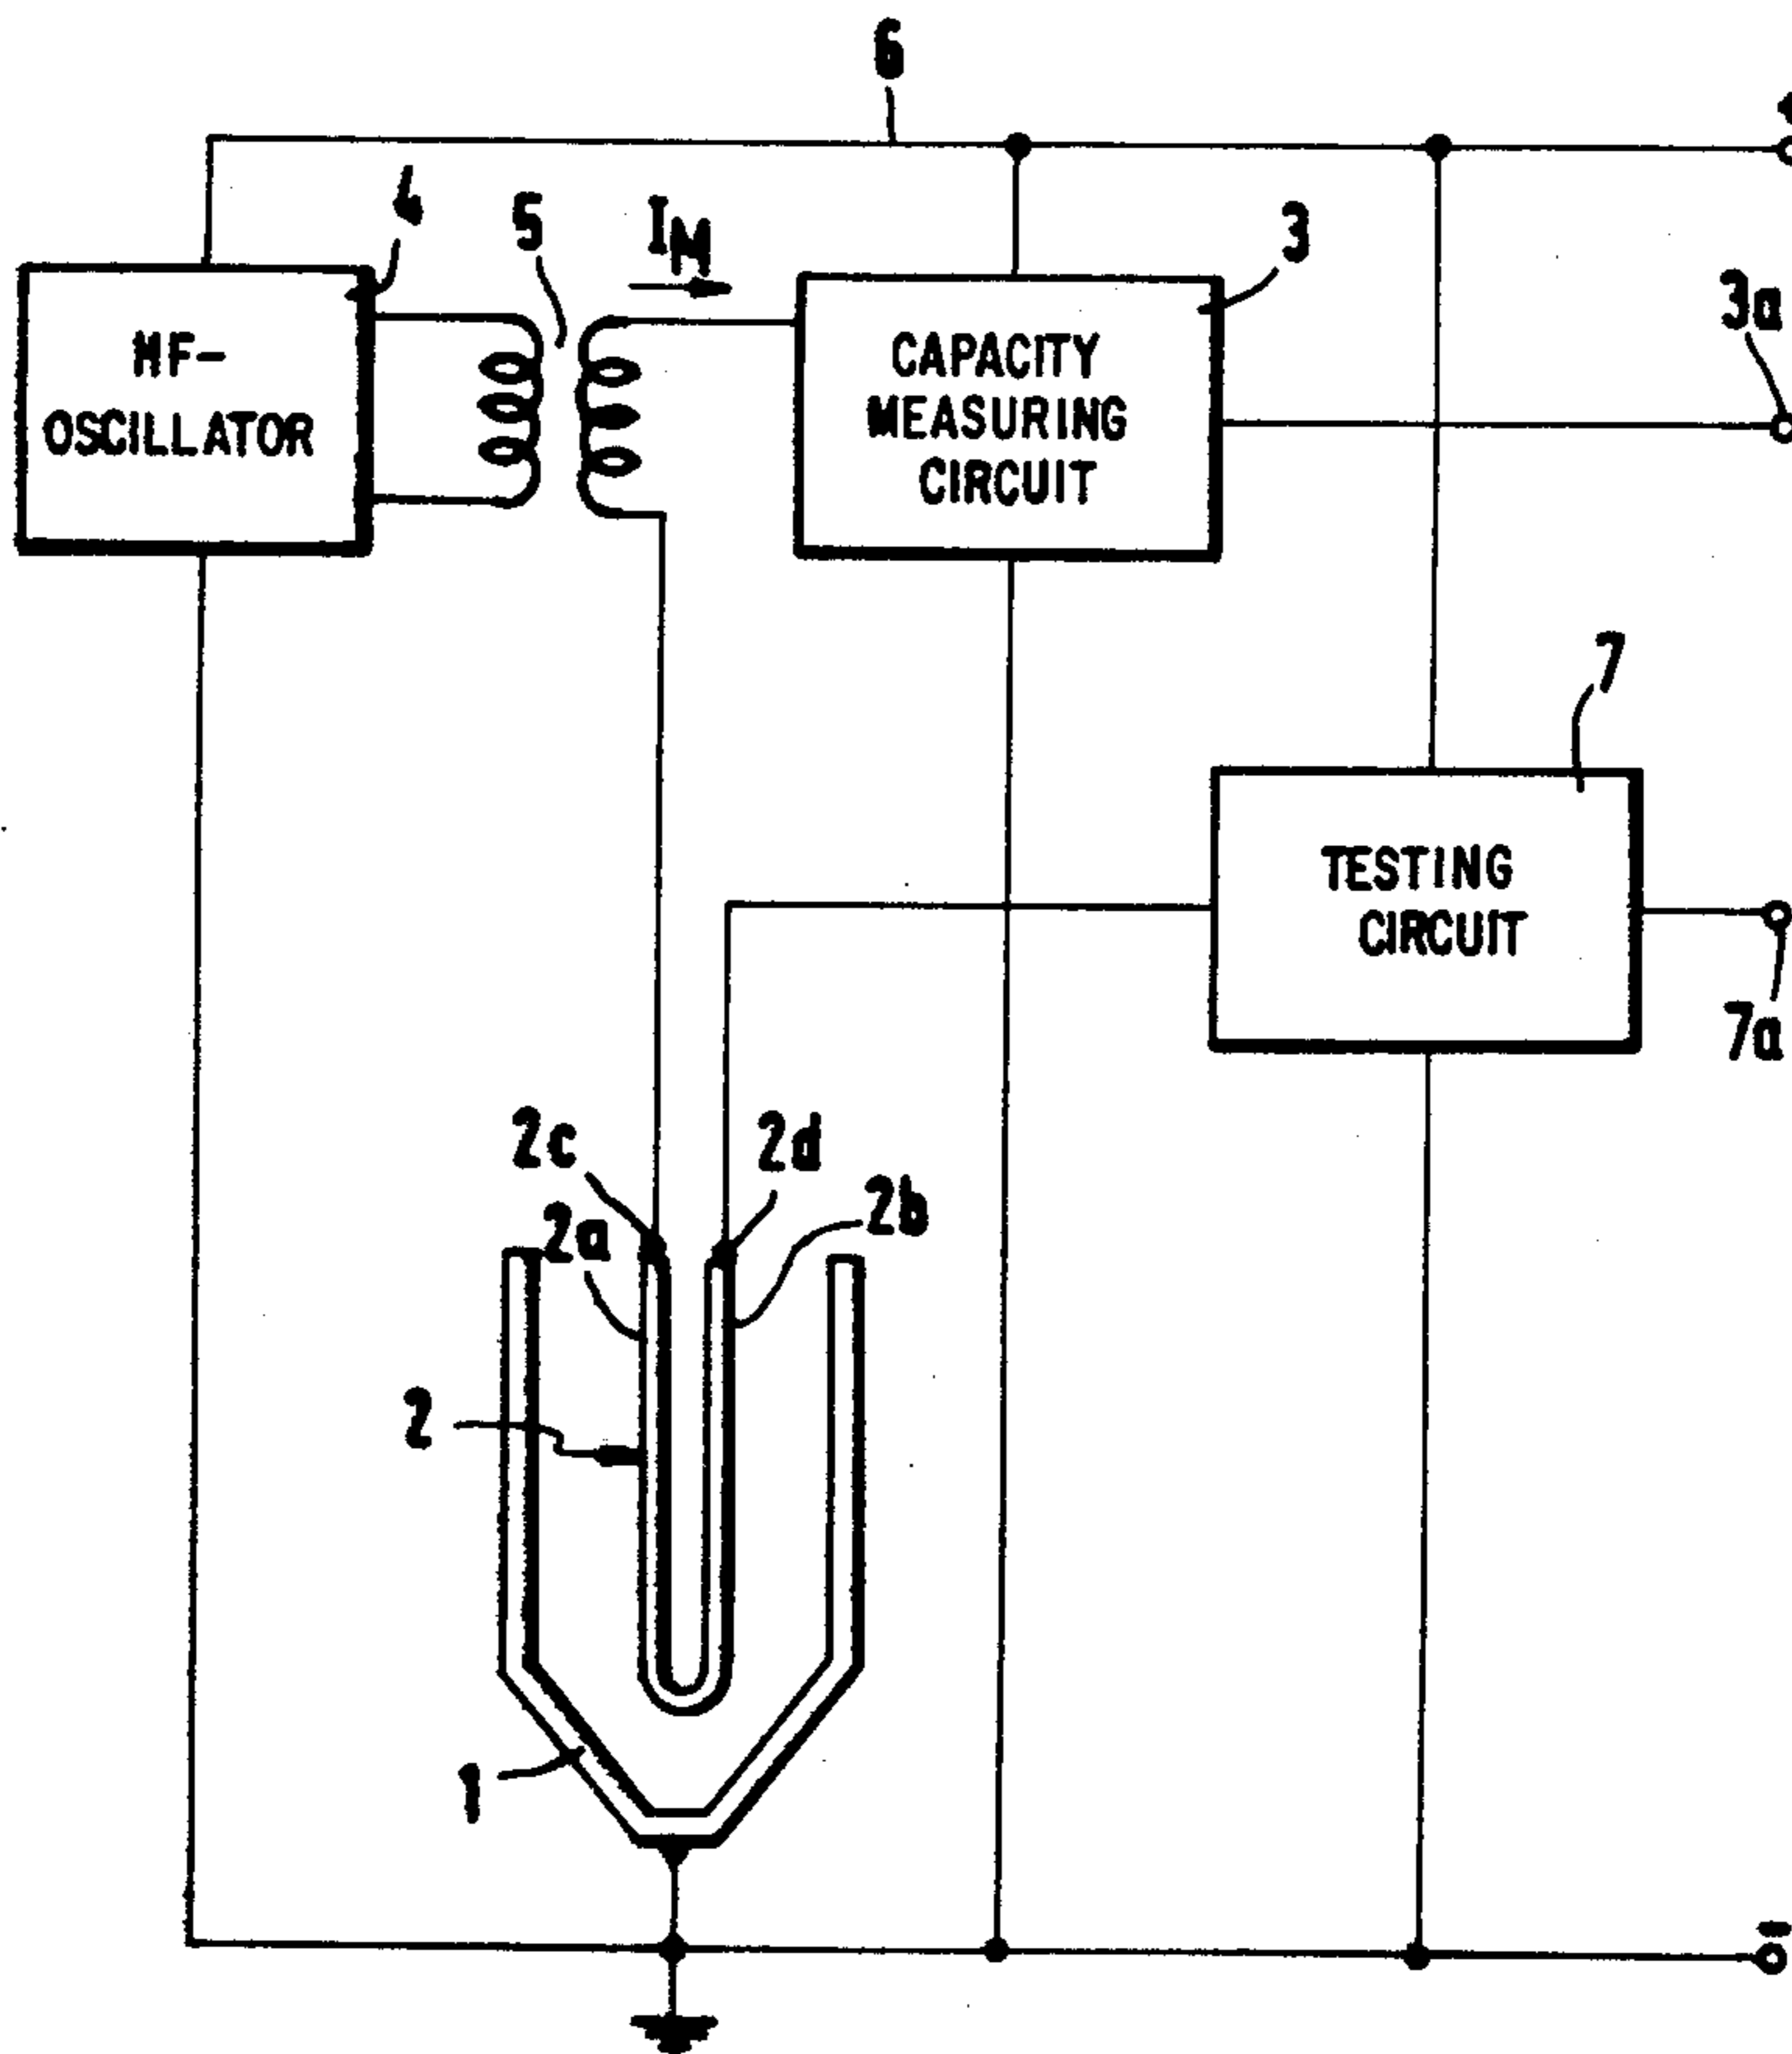 6
4
5
IM
3
HF-
OSCILLATOR
CAPACITY
MEASURING
CIRCUIT
3a
7
TESTING
CIRCUIT
7a
2c
2d
2a
2b
2
1
-